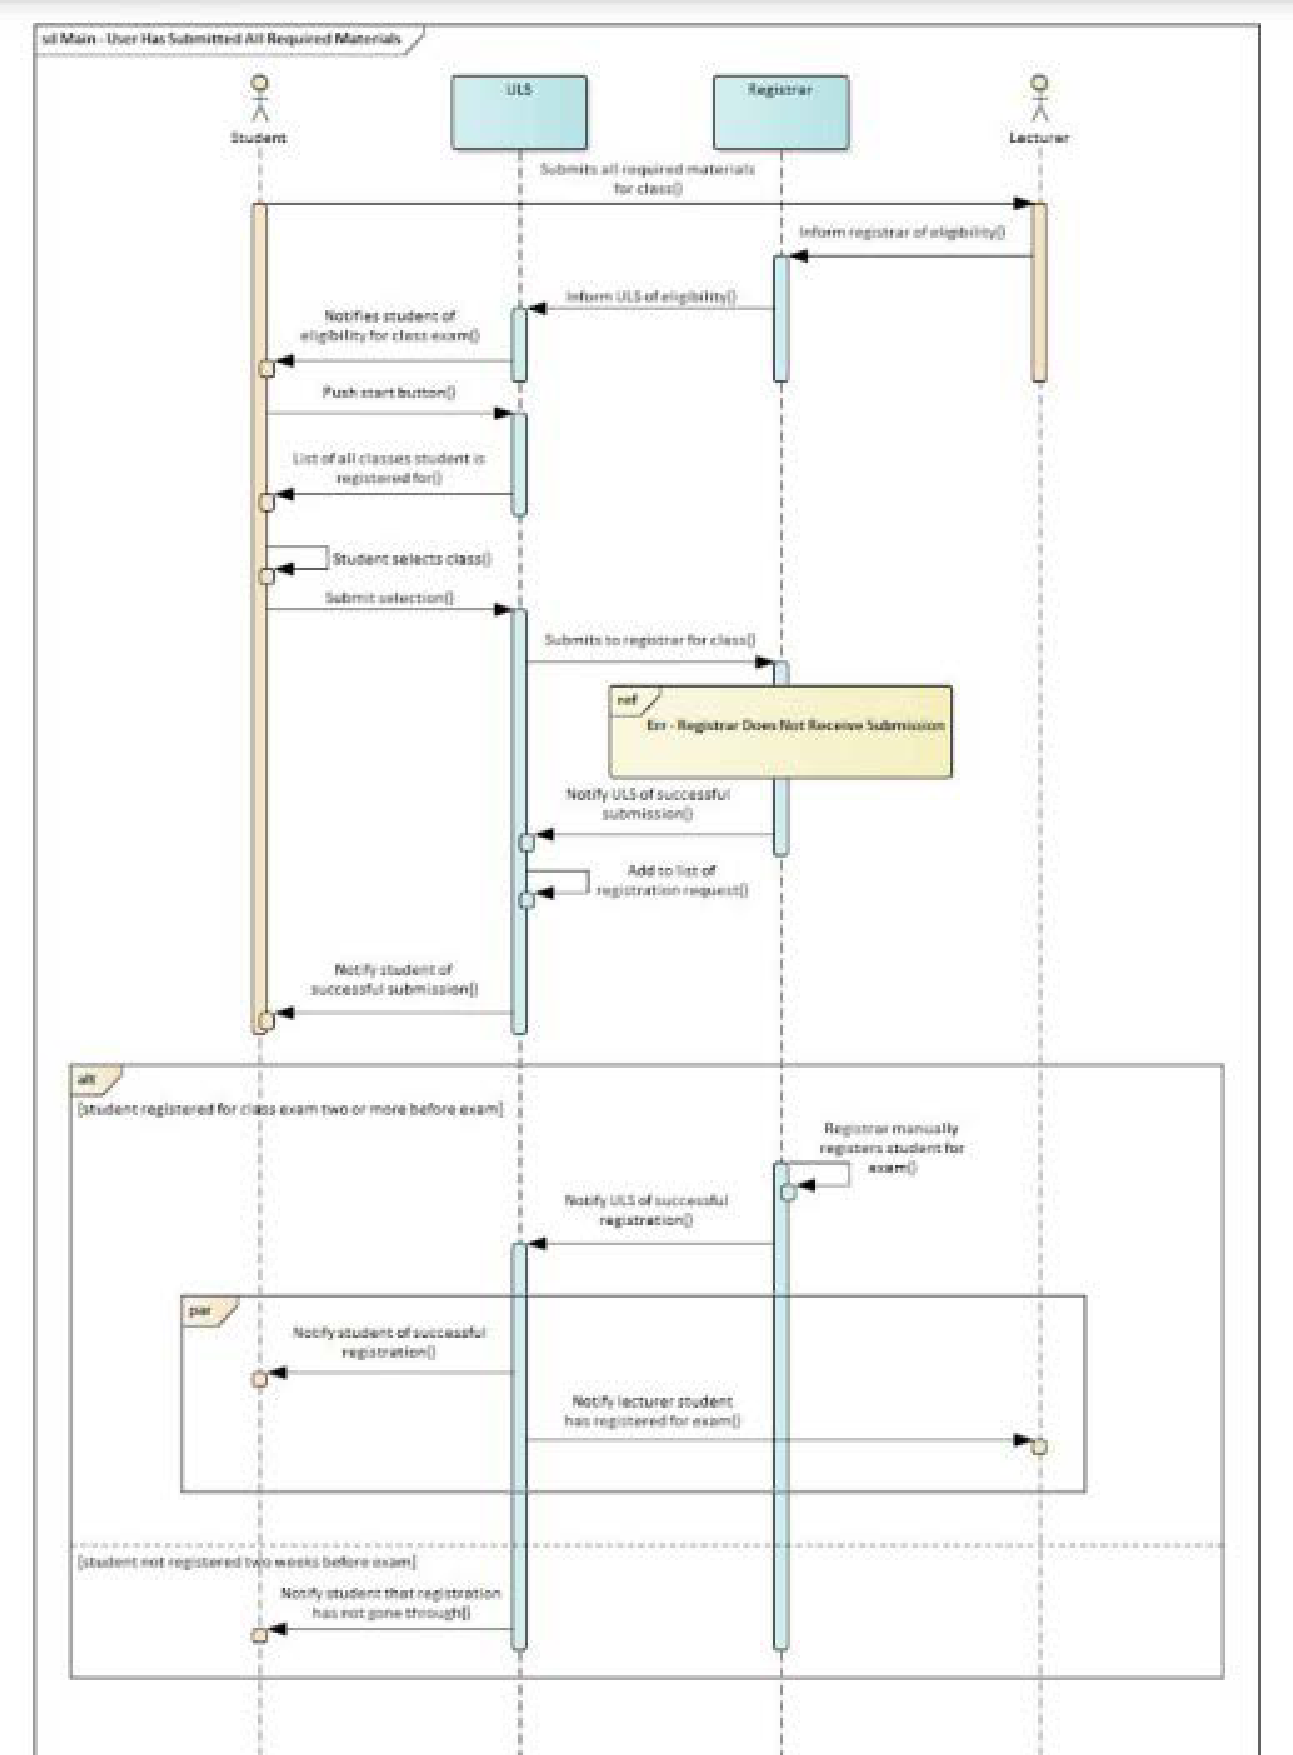 sd Main - User Has Submitted All Required Materials
Student
ULS
Registrar
Lecturer
Submits all required materials
for class()
Inform registrar of eligibility()
Inform ULS of eligibility()
Notifies student of
eligibility for class exam()
Push start button()
List of all classes student is
registered for()
Student selects class()
Submit selection()
Submits to registrar for class()
ref
Err - Registrar Does Not Receive Submission
Notify ULS of successful
submission()
Add to list of
registration request()
Notify student of
successful submission()
alt
[student registered for class exam two or more before exam]
Registrar manually
registers student for
exam()
Notify ULS of successful
registration()
par
Notify student of successful
registration()
Notify lecturer student
has registered for exam()
[student not registered two weeks before exam]
Notify student that registration
has not gone through()